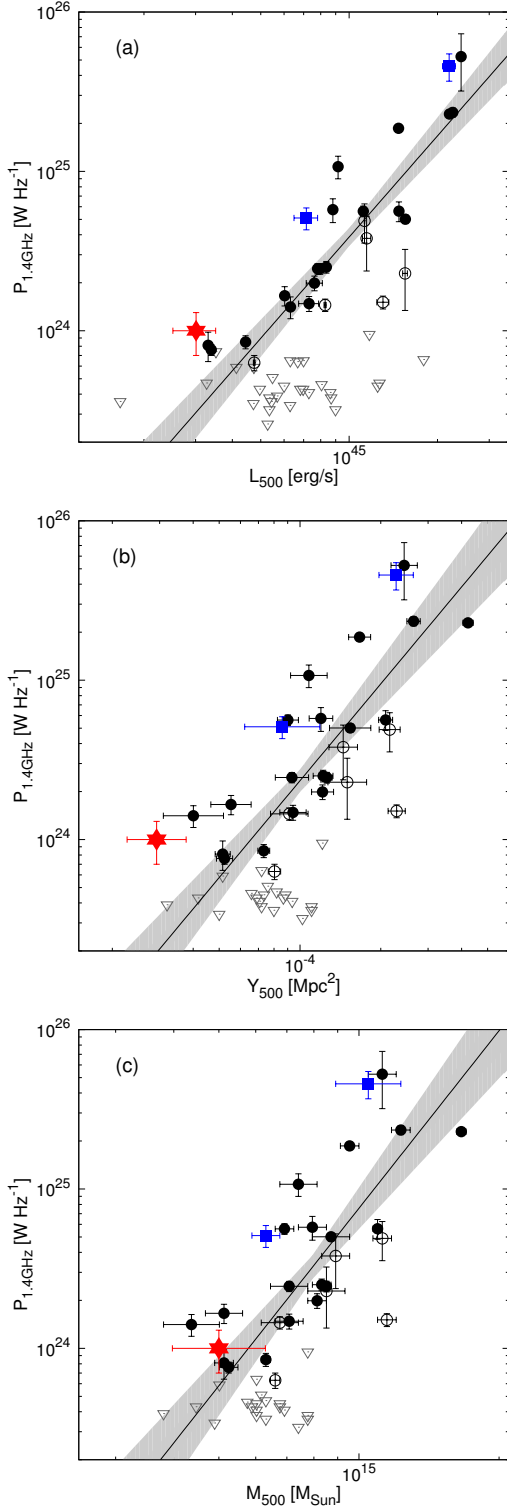 (a)
10^26
10^25
10^24
P_1.4GHz [W Hz^-1]
10^45
L_500 [erg/s]
(b)
10^26
10^25
10^24
P_1.4GHz [W Hz^-1]
10^-4
Y_500 [Mpc^2]
(c)
10^26
10^25
10^24
P_1.4GHz [W Hz^-1]
10^15
M_500 [M_Sun]